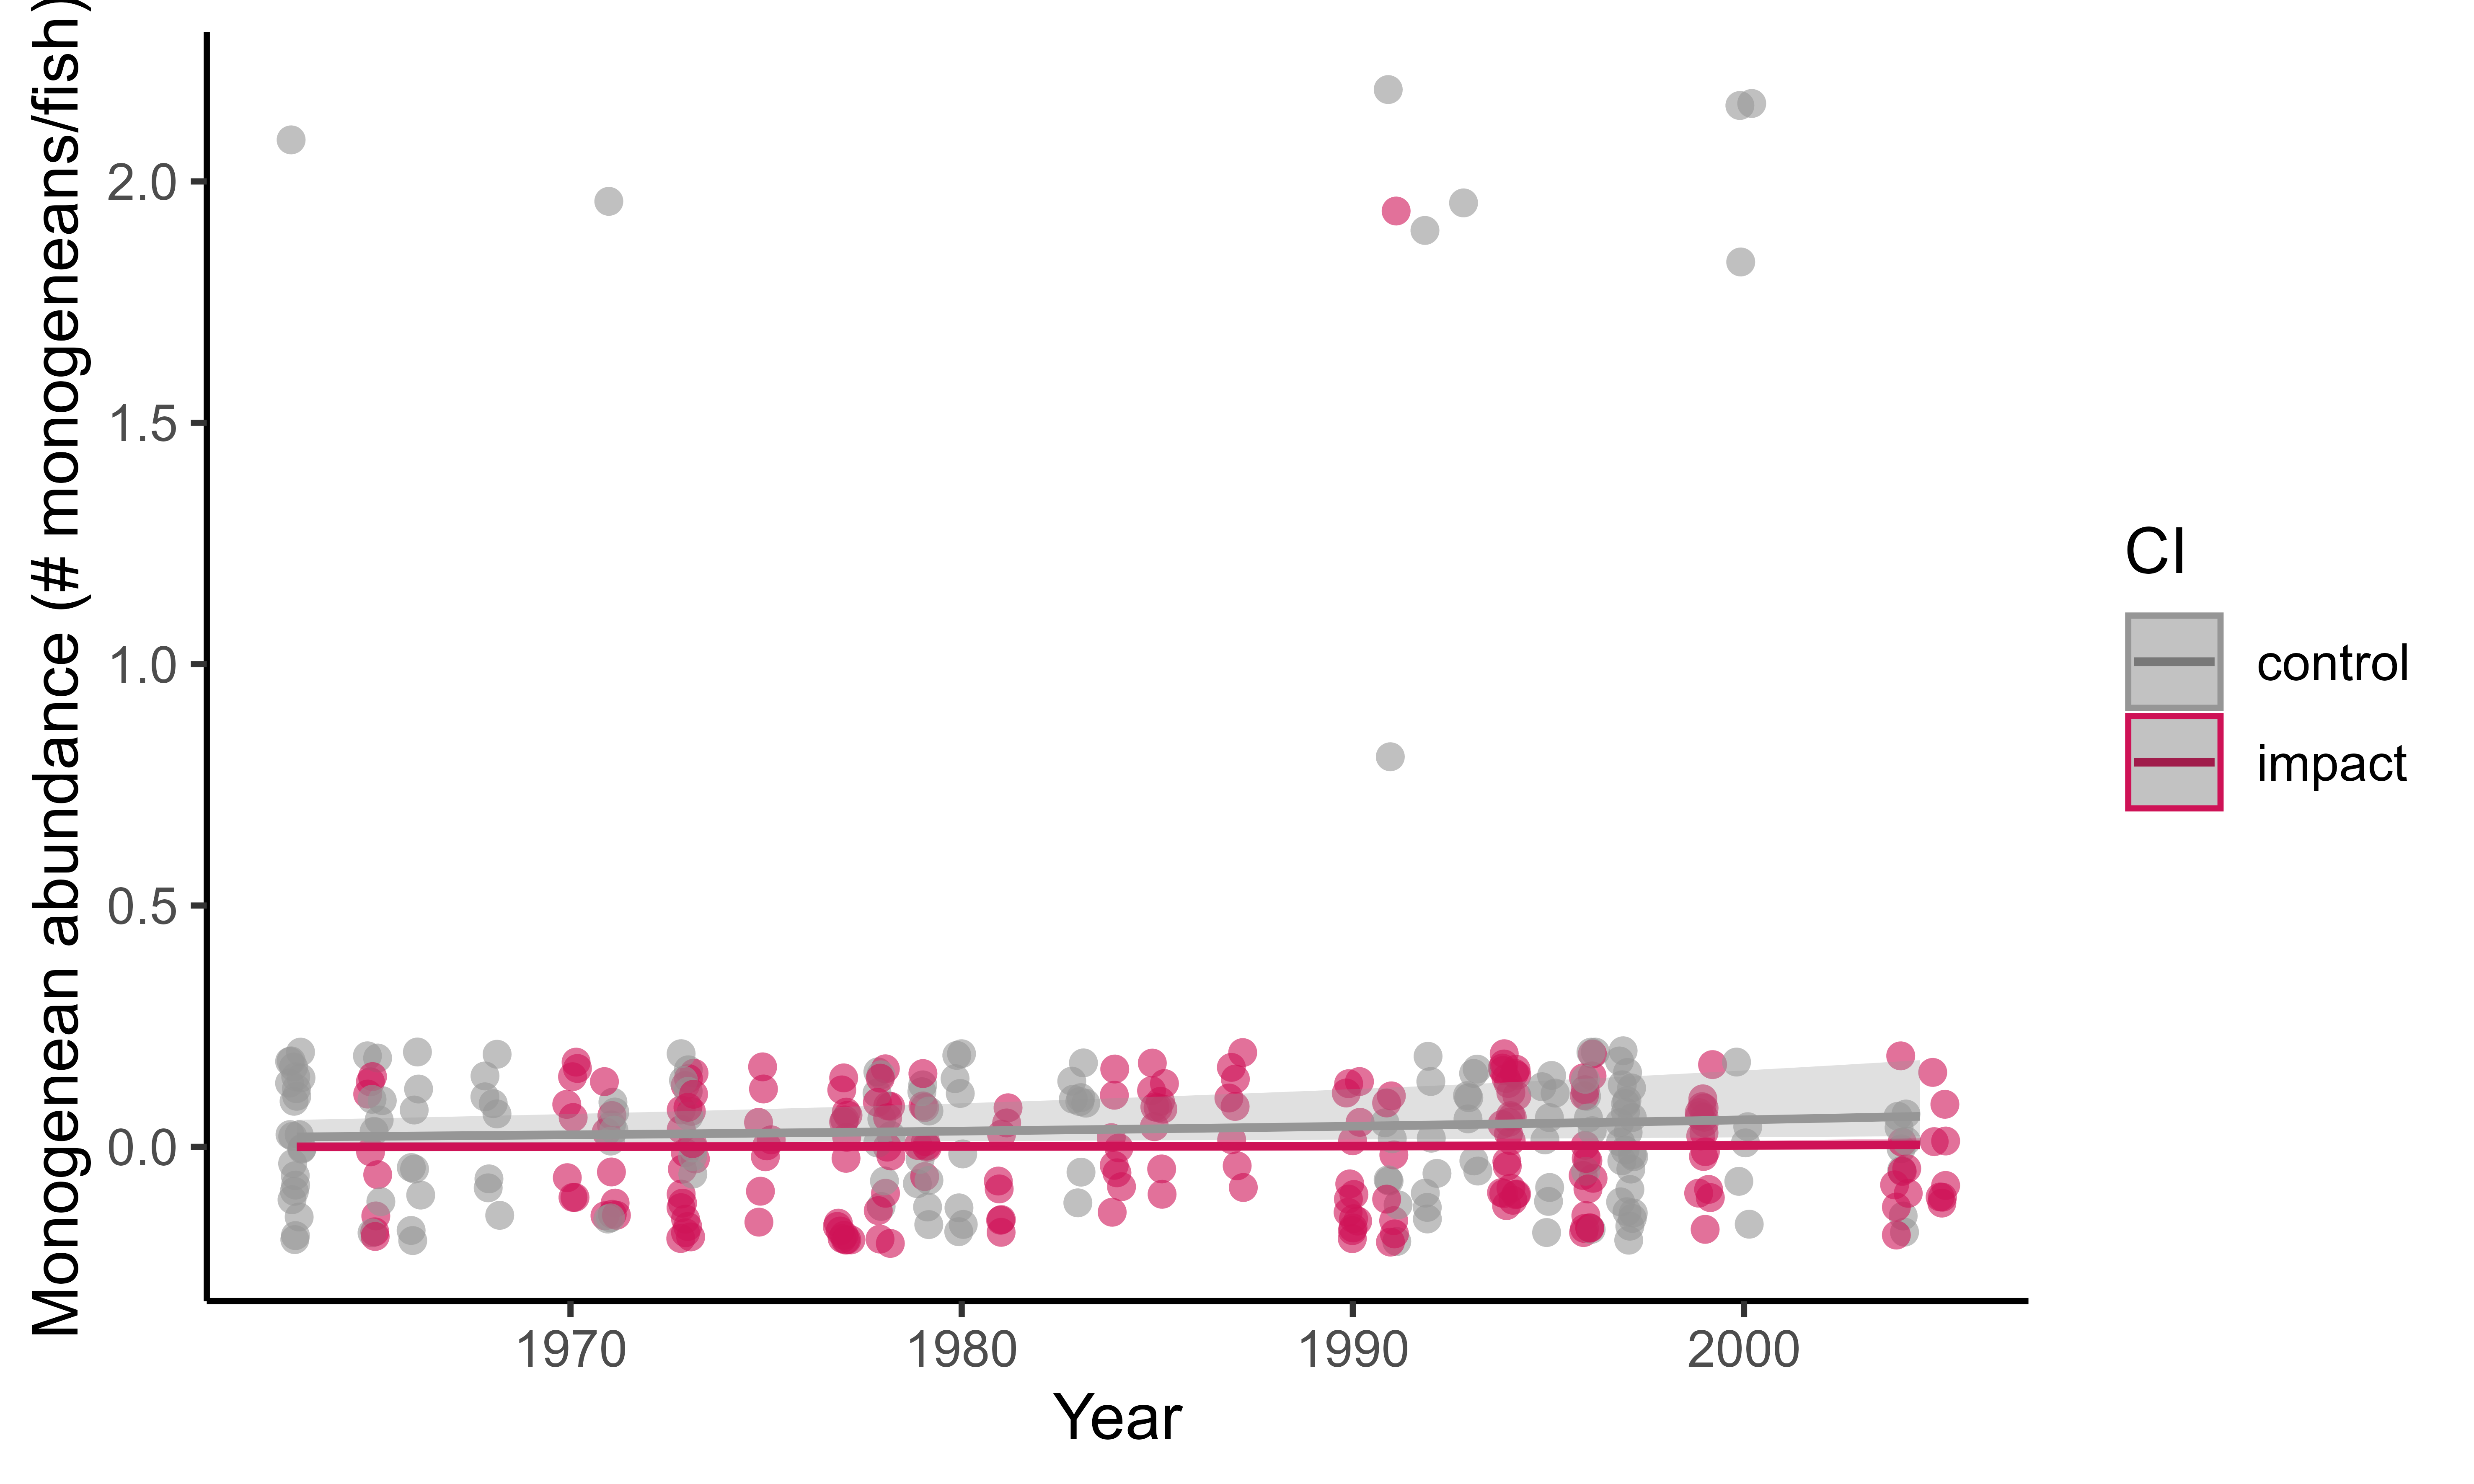 Monogenean abundance (# monogeneans/fish)
2.0
1.5
1.0
0.5
0.0
1970
1980
1990
2000
Year
CI
control
impact